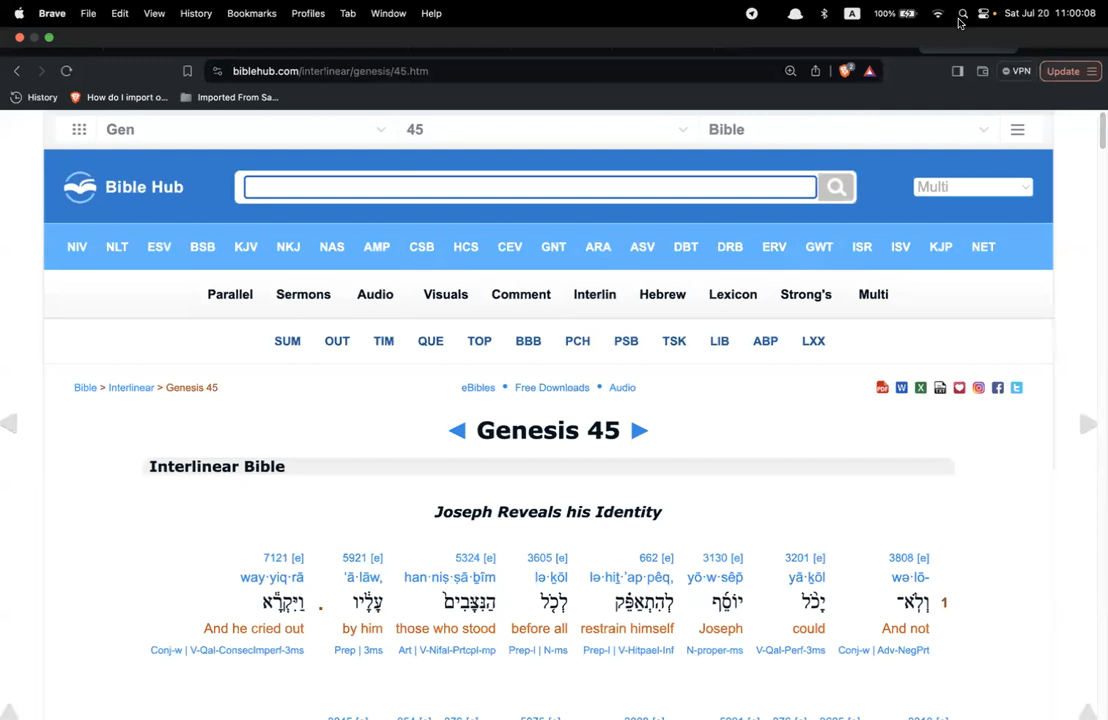 Brave File Edit View History Bookmarks Profiles Tab Window Help A 100% Sat Jul 20 11:00:08
biblehub.com/interlinear/genesis/45.htm 2 VPN Update
History How do I import o... Imported From Sa...
Gen 45 Bible
Bible Hub Multi
NIV NLT ESV BSB KJV NKJ NAS AMP CSB HCS CEV GNT ARA ASV DBT DRB ERV GWT ISR ISV KJP NET
Parallel Sermons Audio Visuals Comment Interlin Hebrew Lexicon Strong's Multi
SUM OUT TIM QUE TOP BBB PCH PSB TSK LIB ABP LXX
Bible > Interlinear > Genesis 45 eBibles • Free Downloads • Audio
◄ Genesis 45 ►
Interlinear Bible
Joseph Reveals his Identity
7121 [e] 5921 [e] 5324 [e] 3605 [e] 662 [e] 3130 [e] 3201 [e] 3808 [e]
way·yiq·rā ‘ā·lāw, han·niṣ·ṣā·ḇîm lə·ḵōl lə·hiṯ·’ap·pêq, yō·w·sêp̄ yā·ḵōl wə·lō-
1 וְלֹֽא־ יָכֹ֨ל יוֹסֵ֜ף לְהִתְאַפֵּ֗ק לְכֹ֤ל הַנִּצָּבִים֙ עָלָ֔יו . וַיִּקְרָ֕א
And he cried out by him those who stood before all restrain himself Joseph could And not
Conj-w | V-Qal-ConsecImperf-3ms Prep | 3ms Art | V-Nifal-Prtcpl-mp Prep-l | N-ms Prep-l | V-Hitpael-Inf N-proper-ms V-Qal-Perf-3ms Conj-w | Adv-NegPrt